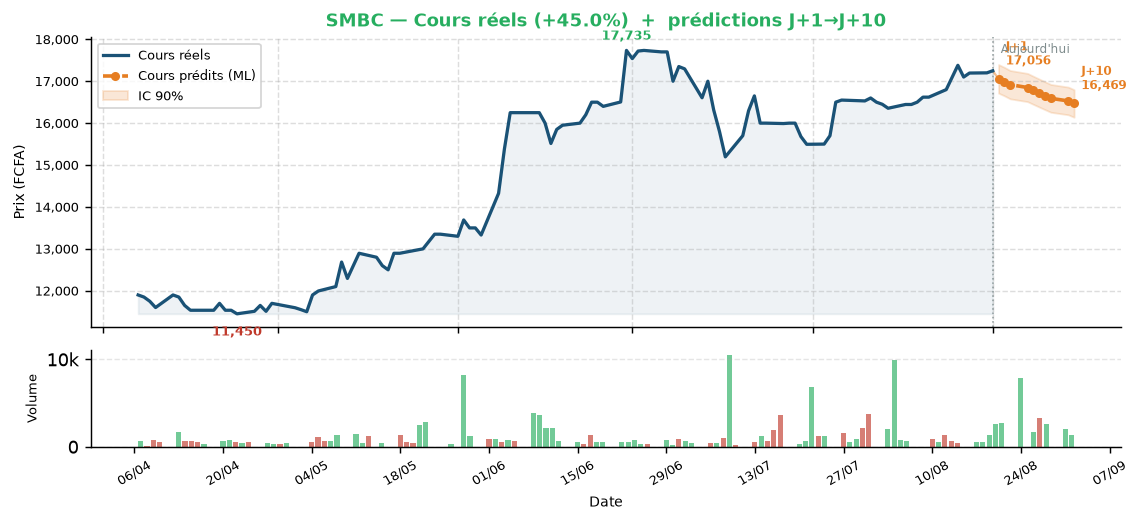 SMBC — Cours réels (+45.0%) + prédictions J+1→J+10
17,735
Cours réels
Cours prédits (ML)
IC 90%
Aujourd'hui
J+1
17,056
J+10
16,469
11,450
Prix (FCFA)
18,000
17,000
16,000
15,000
14,000
13,000
12,000
Volume
10k
0
06/04
20/04
04/05
18/05
01/06
15/06
29/06
13/07
27/07
10/08
24/08
07/09
Date